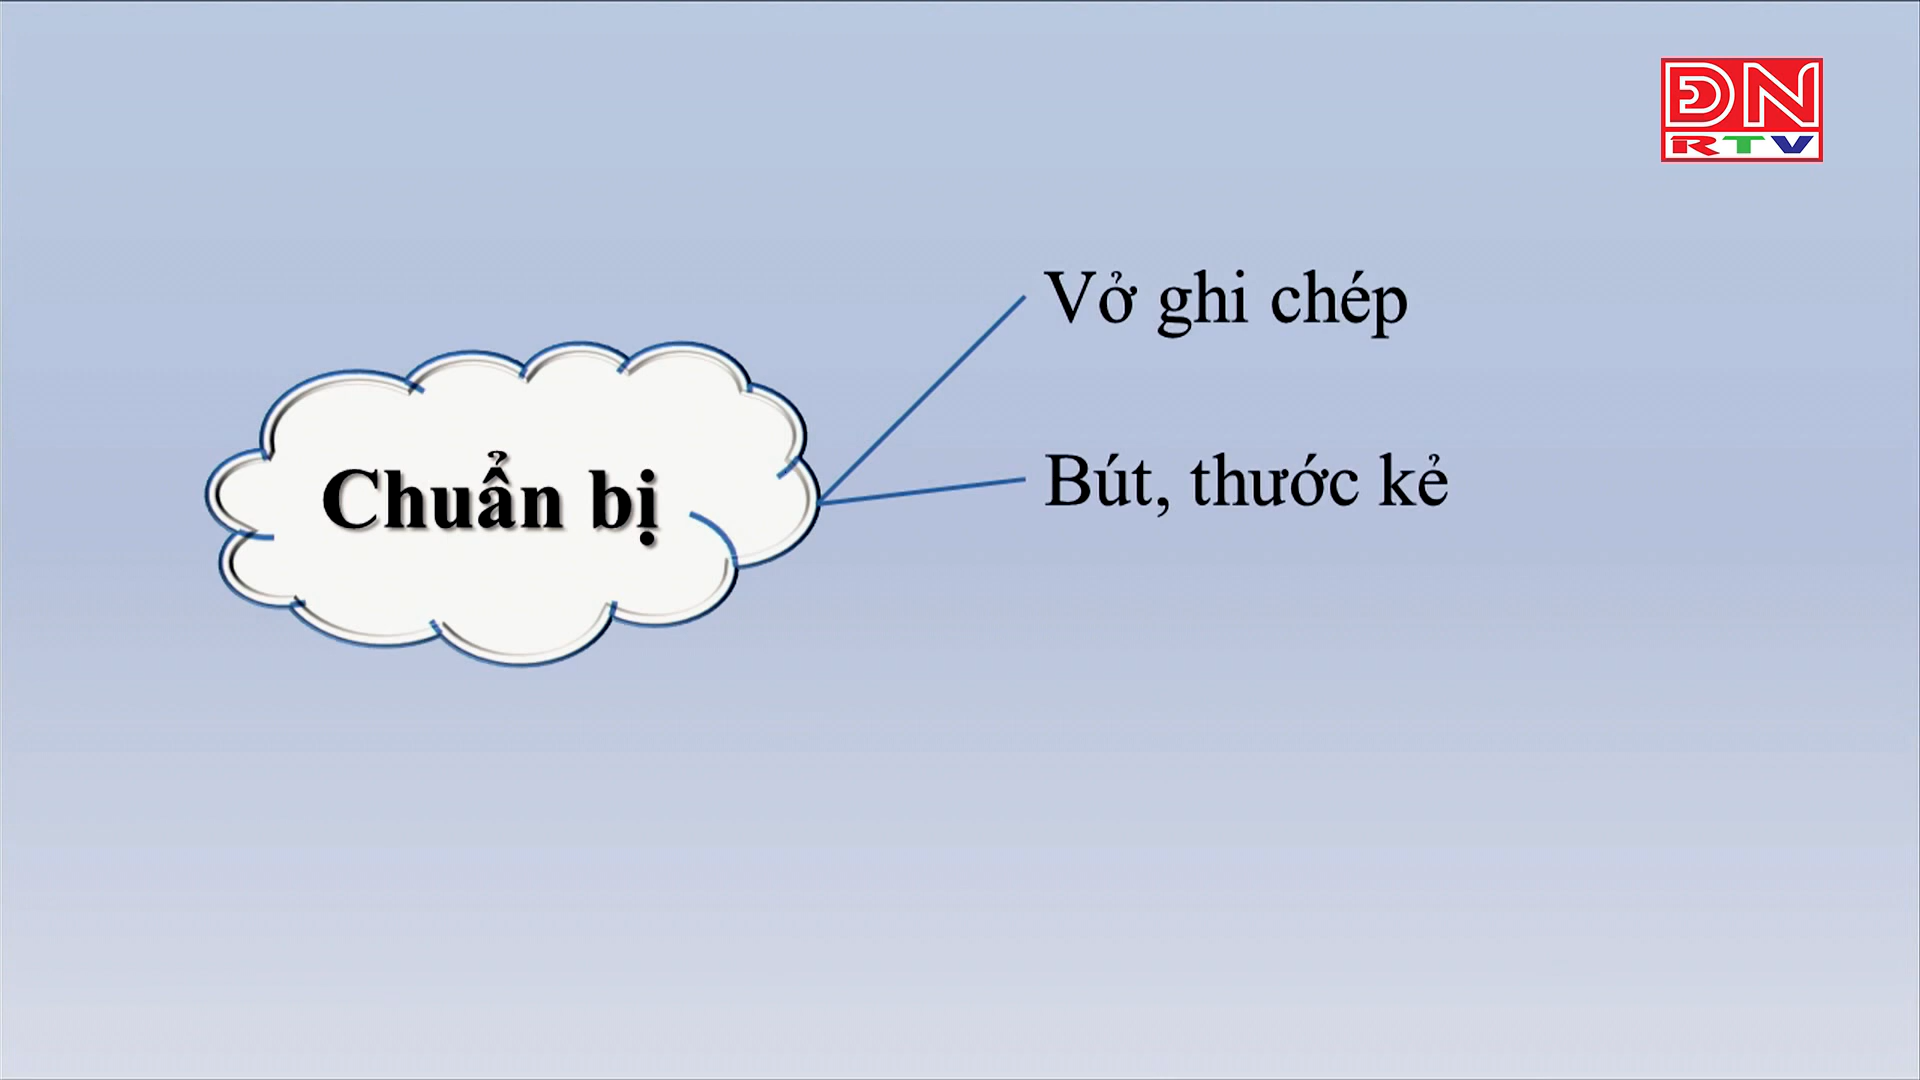 ĐN
RTV
Vở ghi chép
Chuẩn bị
Bút, thước kẻ